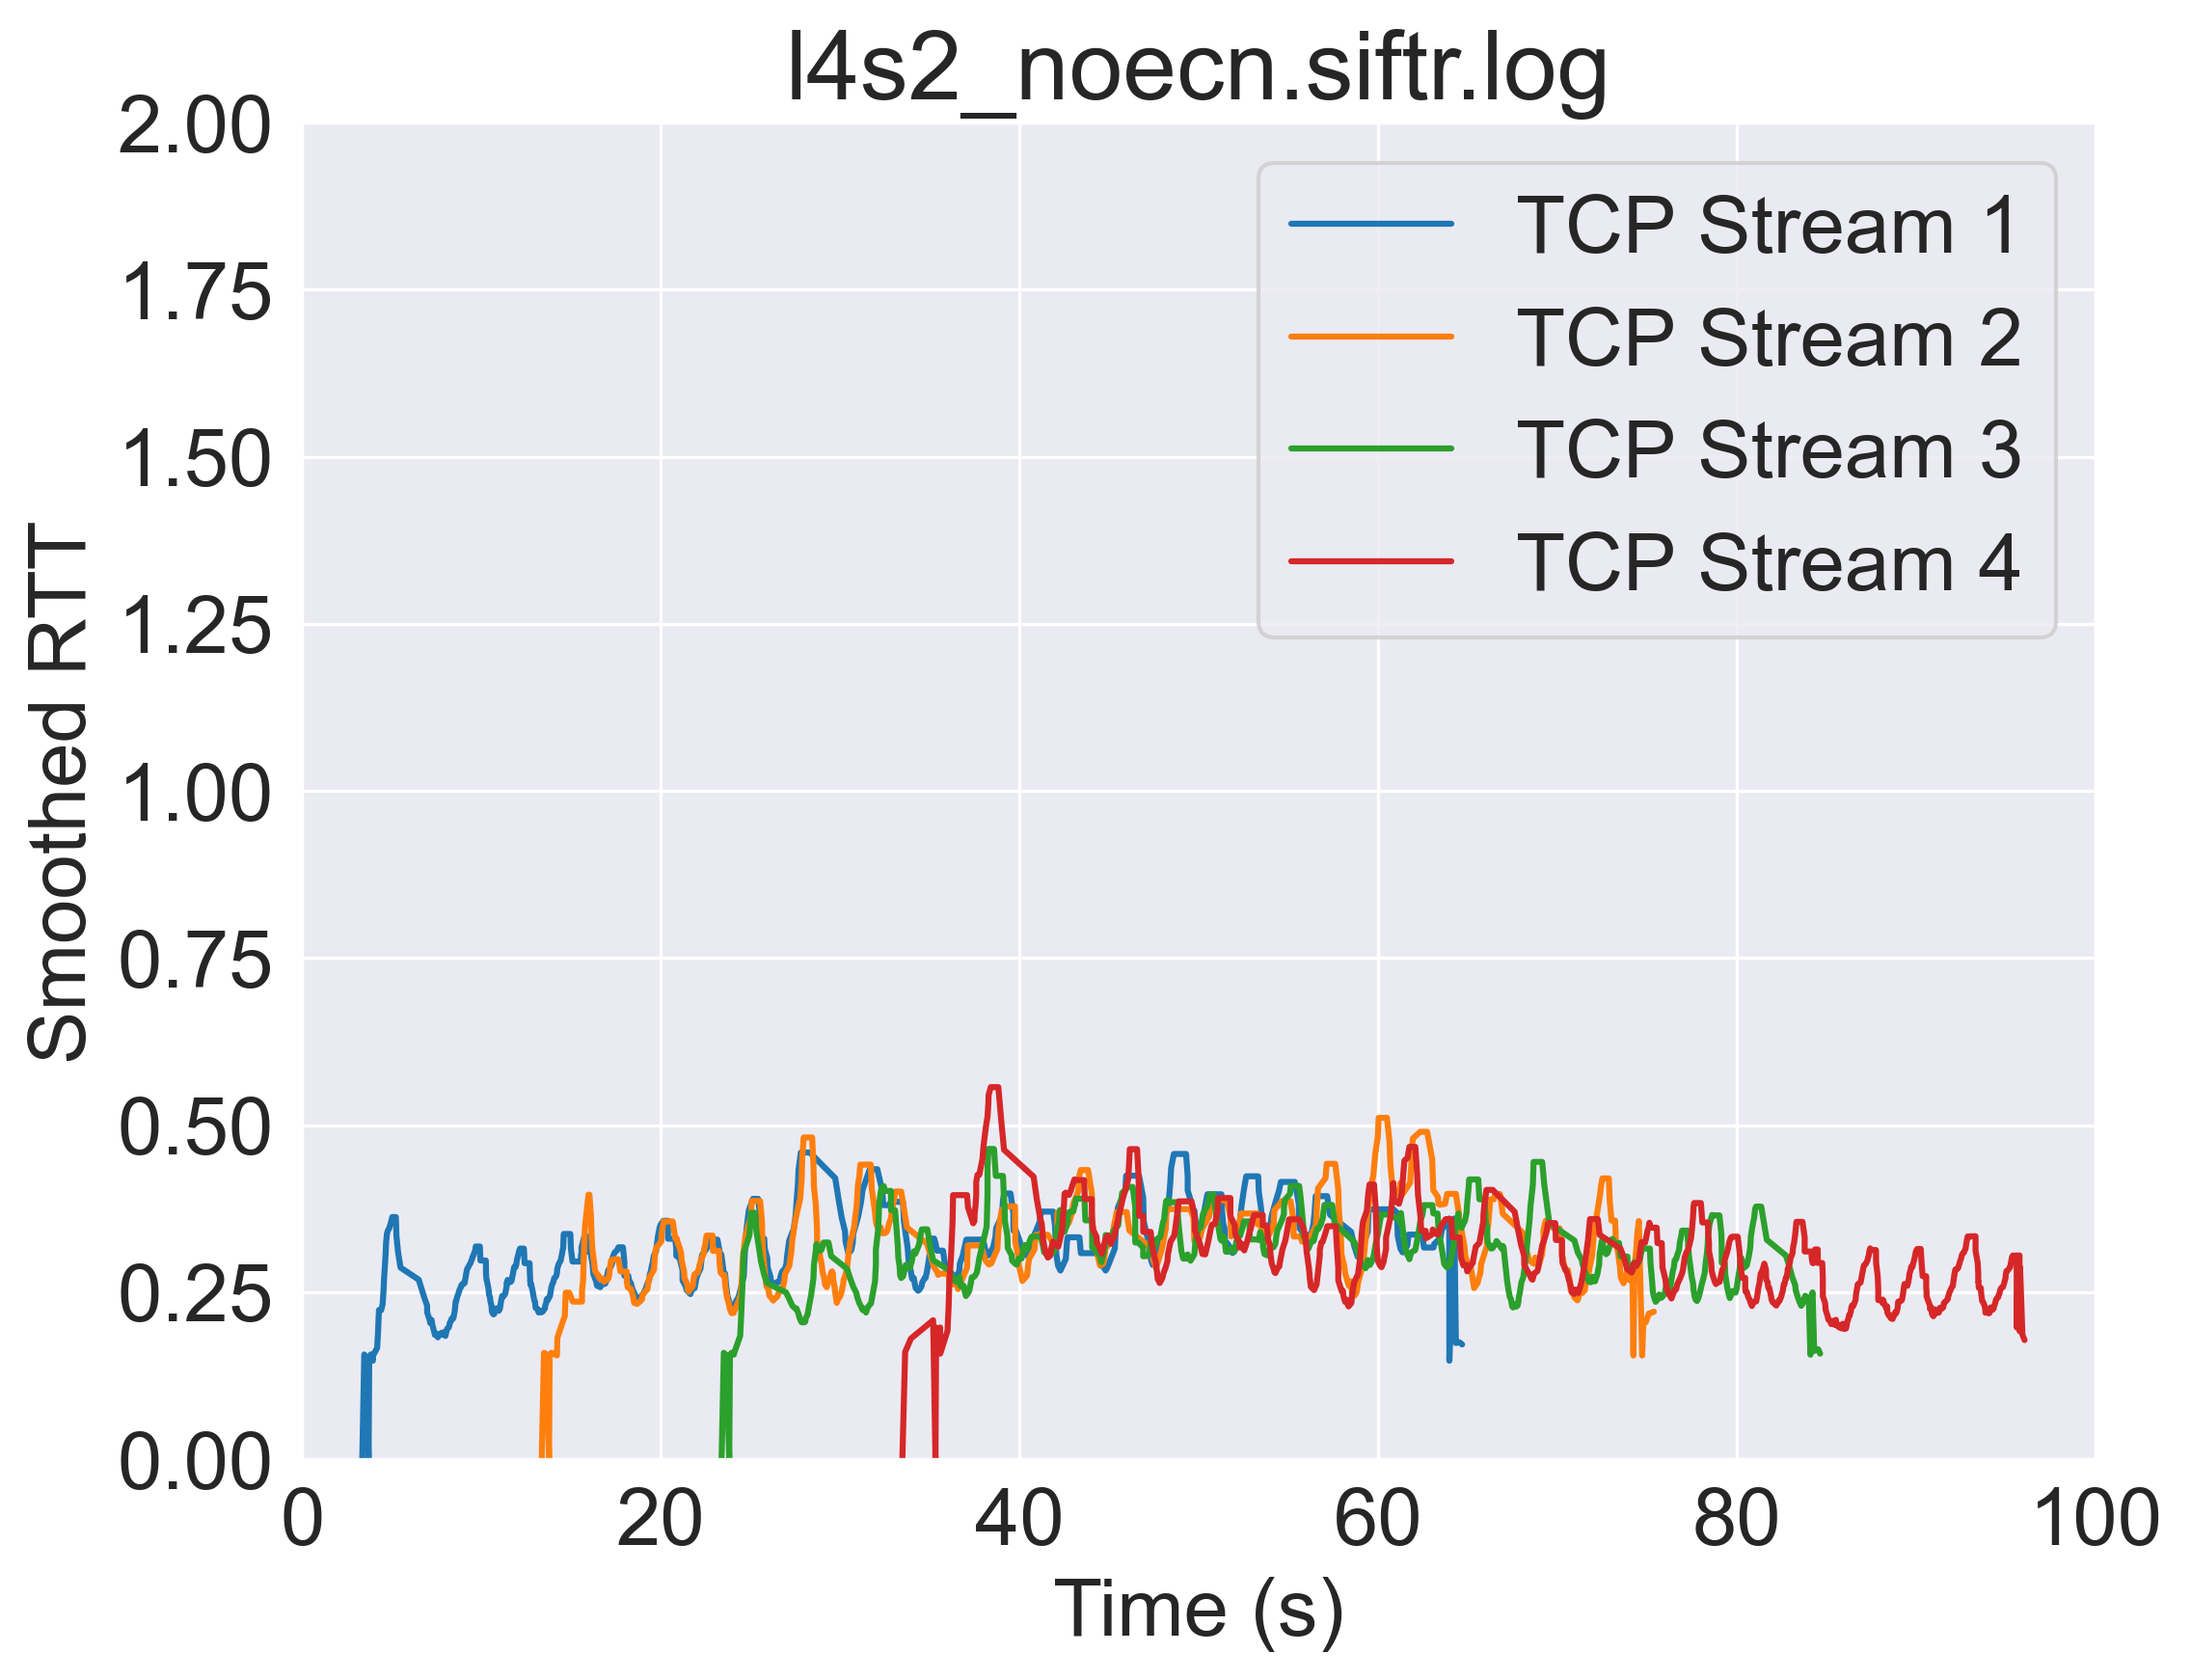 l4s2_noecn.siftr.log
2.00
1.75
1.50
1.25
1.00
0.75
0.50
0.25
0.00
Smoothed RTT
TCP Stream 1
TCP Stream 2
TCP Stream 3
TCP Stream 4
0 20 40 60 80 100
Time (s)